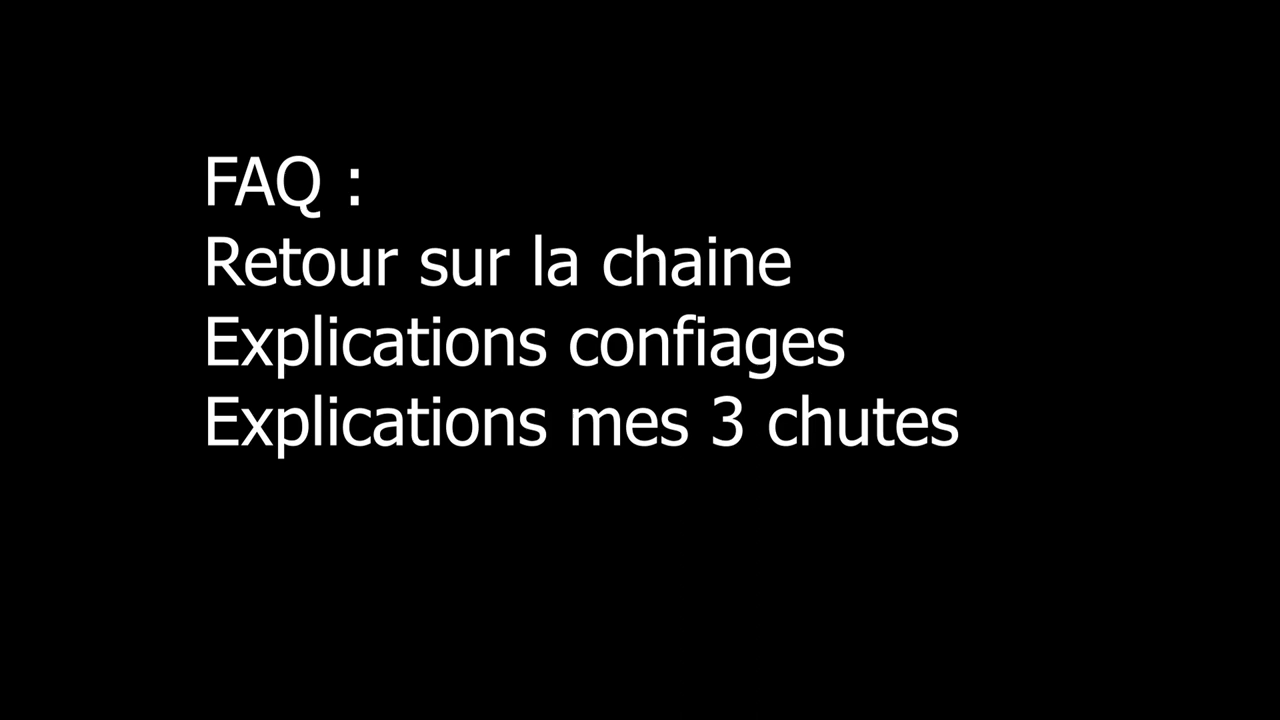 FAQ :
Retour sur la chaine
Explications confiages
Explications mes 3 chutes